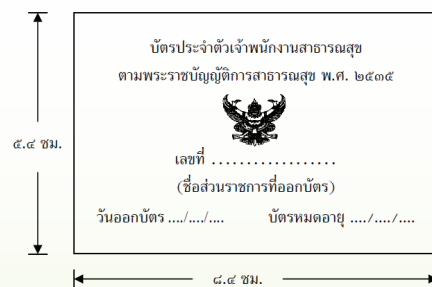 บัตรประจำตัวเจ้าพนักงานสาธารณสุข
ตามพระราชบัญญัติการสาธารณสุข พ.ศ. ๒๕๓๕
๕.๔ ซม.
เลขที่ ..................
(ชื่อส่วนราชการที่ออกบัตร)
วันออกบัตร ..../..../.... บัตรหมดอายุ ..../..../....
๘.๔ ซม.